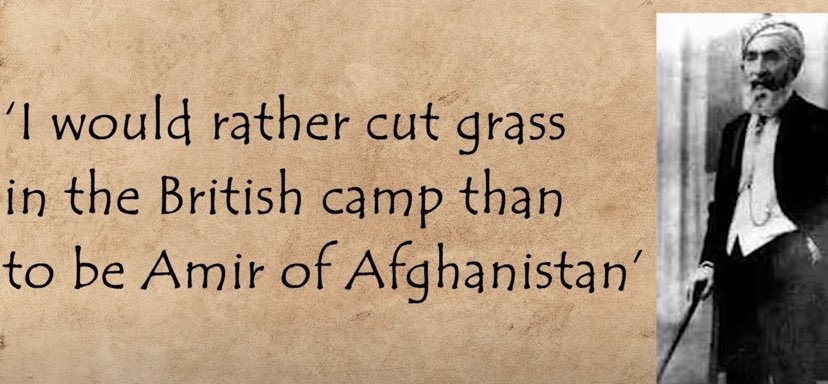 ‘I would rather cut grass
in the British camp than
to be Amir of Afghanistan’